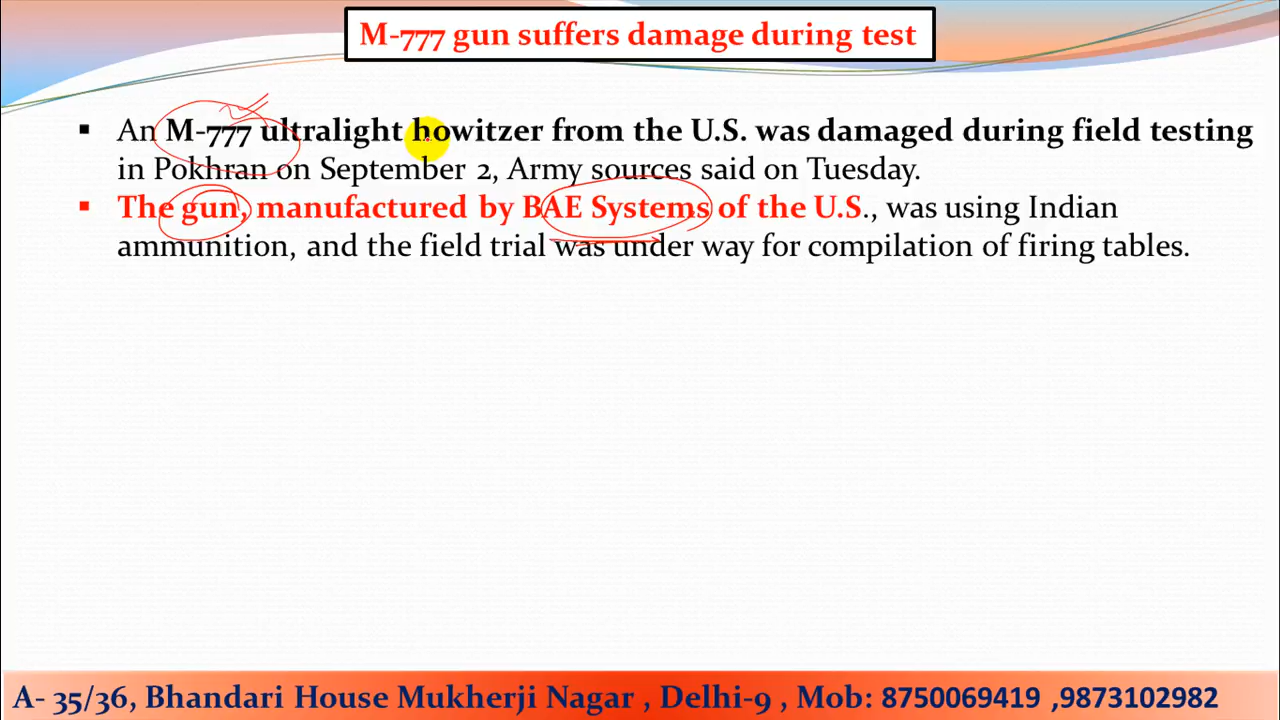 M-777 gun suffers damage during test
▪ An M-777 ultralight howitzer from the U.S. was damaged during field testing
in Pokhran on September 2, Army sources said on Tuesday.
▪ The gun, manufactured by BAE Systems of the U.S., was using Indian
ammunition, and the field trial was under way for compilation of firing tables.
A- 35/36, Bhandari House Mukherji Nagar , Delhi-9 , Mob: 8750069419 ,9873102982